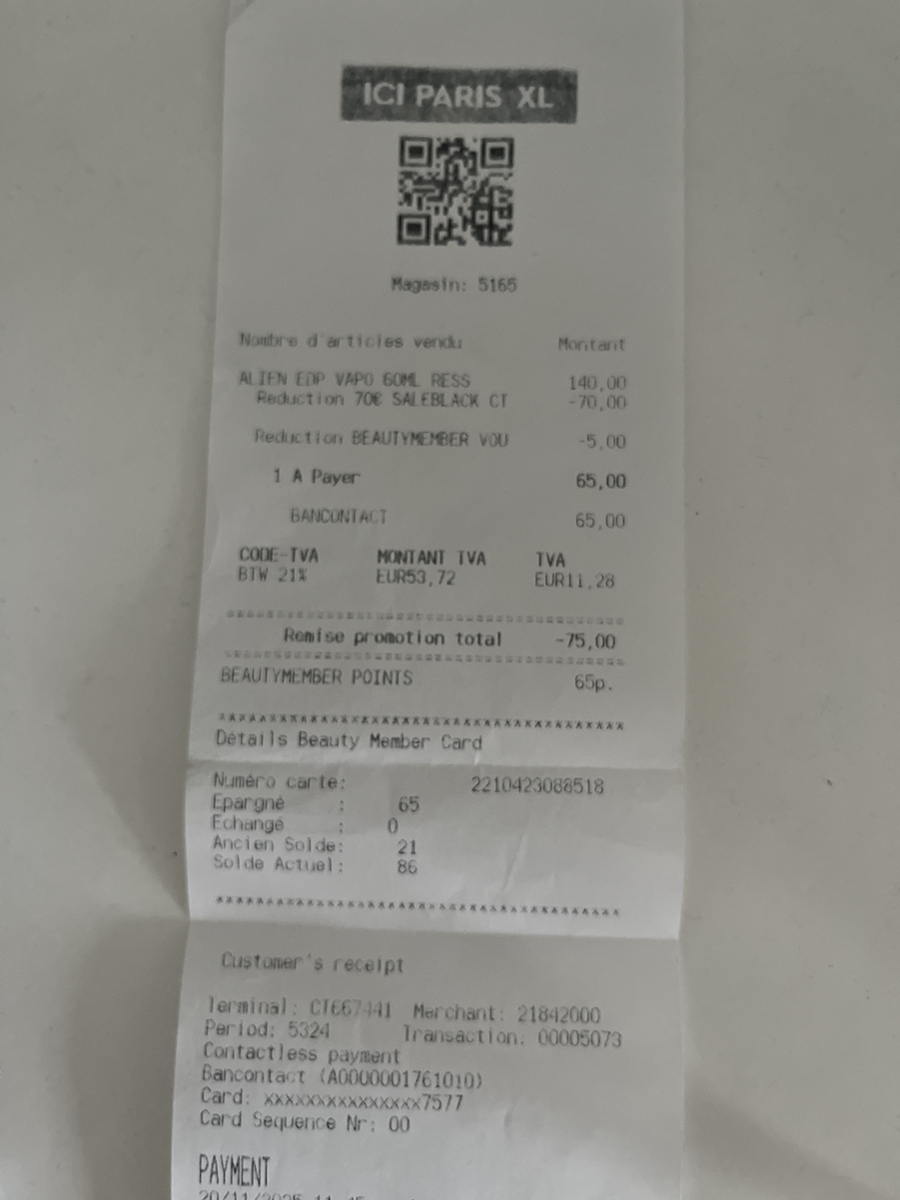 ICI PARIS XL
Magasin: 5165
Nombre d'articles vendu Montant
ALIEN EDP VAPO 60ML RESS 140,00
Reduction 70€ SALEBLACK CT -70,00
Reduction BEAUTYMEMBER VOU -5,00
1 A Payer 65,00
BANCONTACT 65,00
CODE-TVA MONTANT TVA TVA
BTW 21% EUR53,72 EUR11,28
Remise promotion total -75,00
BEAUTYMEMBER POINTS 65p.
Détails Beauty Member Card
Numéro carte: 2210423088518
Epargné : 65
Echangé : 0
Ancien Solde: 21
Solde Actuel: 86
Customer's receipt
Terminal: CT667441 Merchant: 21842000
Period: 5324 Transaction: 00005073
Contactless payment
Bancontact (A0000001761010)
Card: xxxxxxxxxxxxxxx7577
Card Sequence Nr: 00
PAYMENT
20/11/2025